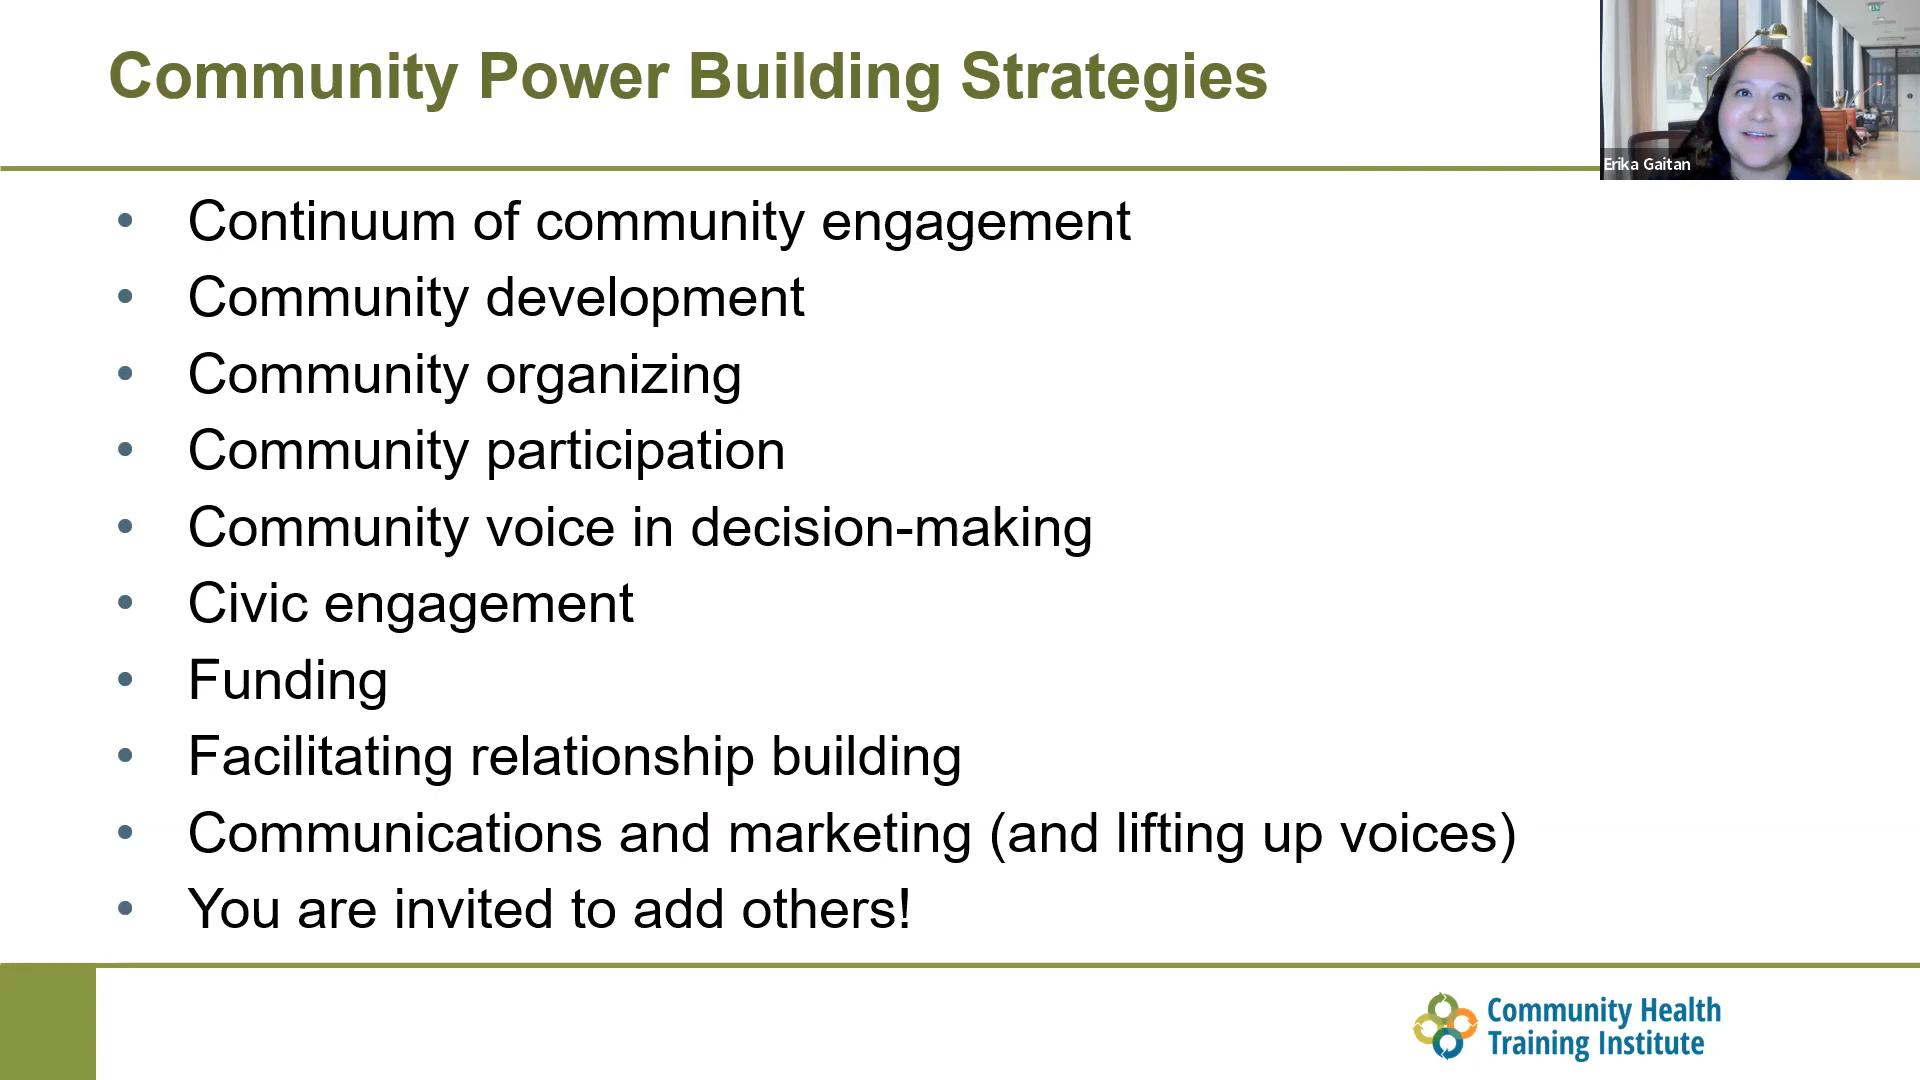 Community Power Building Strategies
Erika Gaitan
• Continuum of community engagement
• Community development
• Community organizing
• Community participation
• Community voice in decision-making
• Civic engagement
• Funding
• Facilitating relationship building
• Communications and marketing (and lifting up voices)
• You are invited to add others!
Community Health
Training Institute